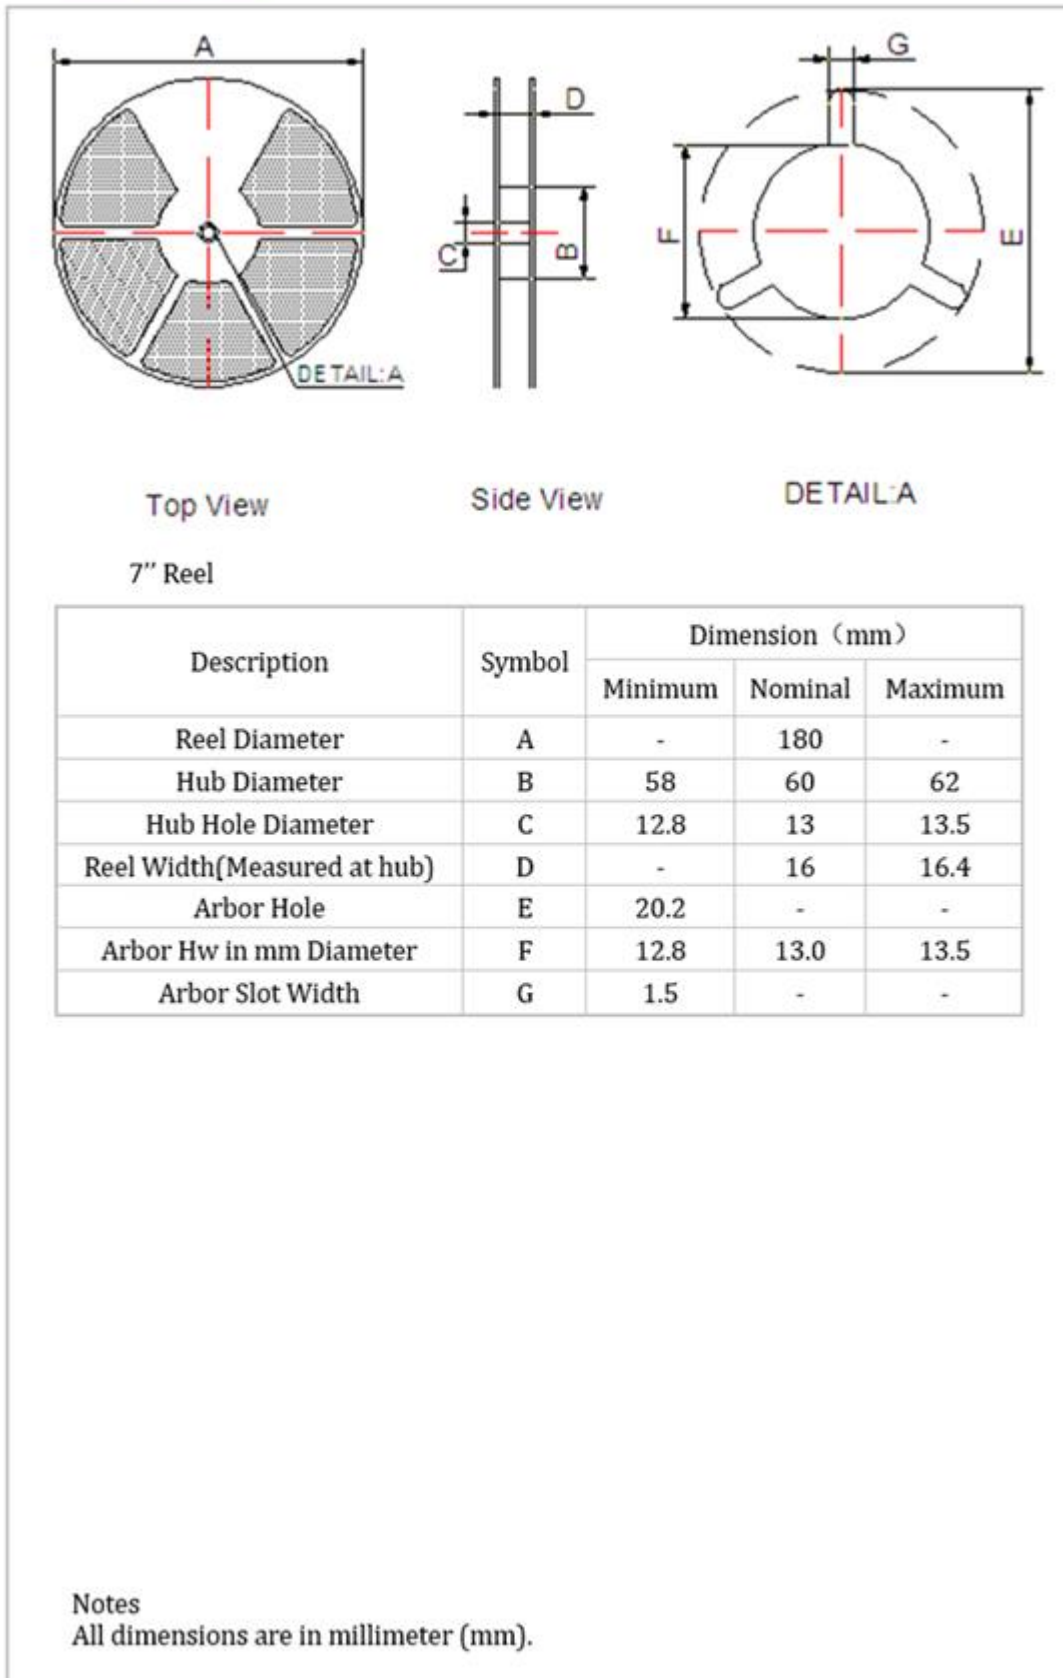 A
D
G
C
B
F
E
DETAIL:A
Top View
Side View
DETAIL:A
7″ Reel
Description Symbol Dimension（mm）
Minimum Nominal Maximum
Reel Diameter A - 180 -
Hub Diameter B 58 60 62
Hub Hole Diameter C 12.8 13 13.5
Reel Width(Measured at hub) D - 16 16.4
Arbor Hole E 20.2 - -
Arbor Hw in mm Diameter F 12.8 13.0 13.5
Arbor Slot Width G 1.5 - -
Notes
All dimensions are in millimeter (mm).